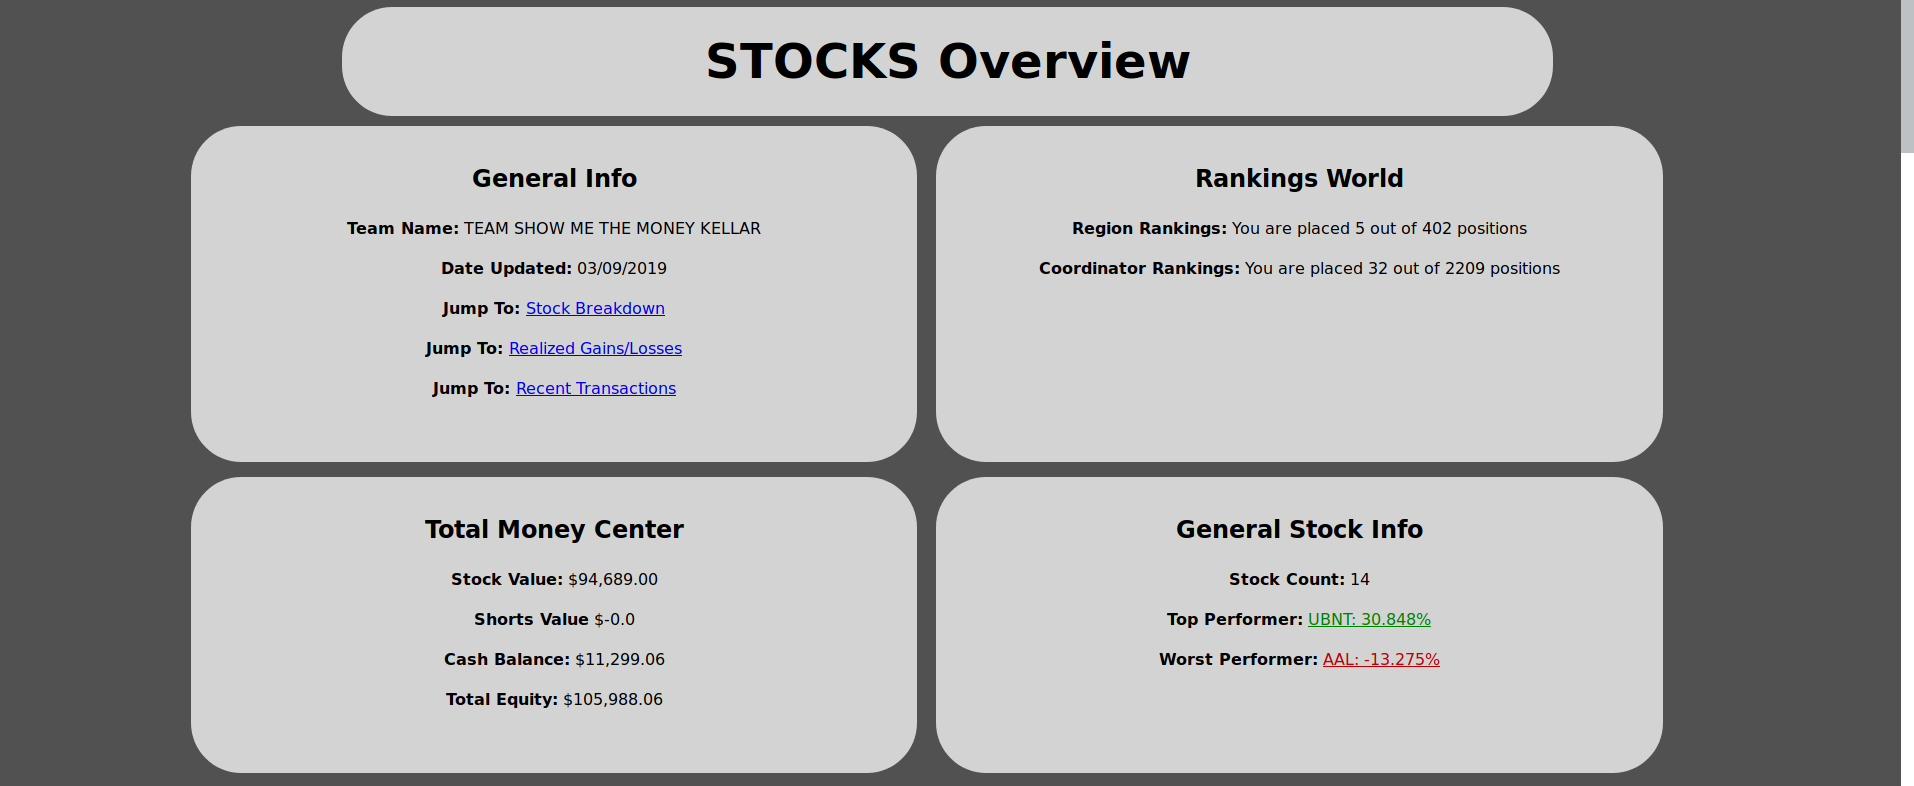 STOCKS Overview
General Info
Team Name: TEAM SHOW ME THE MONEY KELLAR
Date Updated: 03/09/2019
Jump To: Stock Breakdown
Jump To: Realized Gains/Losses
Jump To: Recent Transactions
Rankings World
Region Rankings: You are placed 5 out of 402 positions
Coordinator Rankings: You are placed 32 out of 2209 positions
Total Money Center
Stock Value: $94,689.00
Shorts Value $-0.0
Cash Balance: $11,299.06
Total Equity: $105,988.06
General Stock Info
Stock Count: 14
Top Performer: UBNT: 30.848%
Worst Performer: AAL: -13.275%